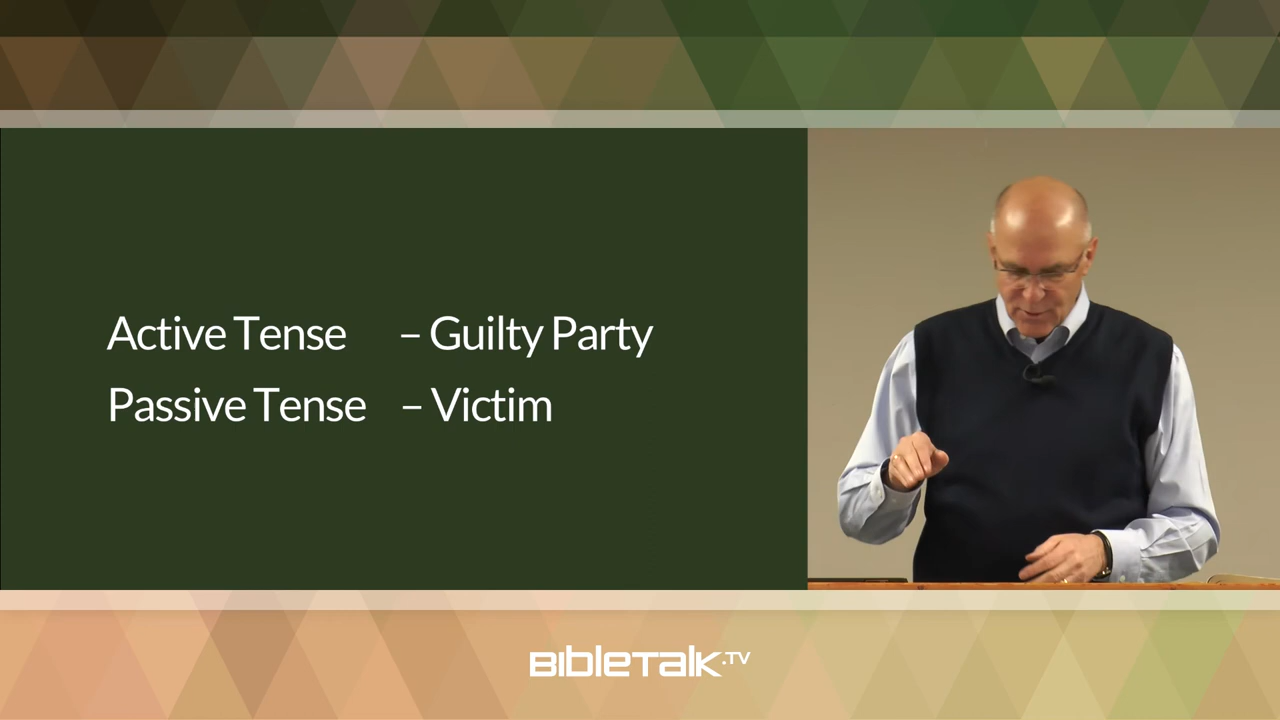 Active Tense – Guilty Party
Passive Tense – Victim
BIBLETALK.TV